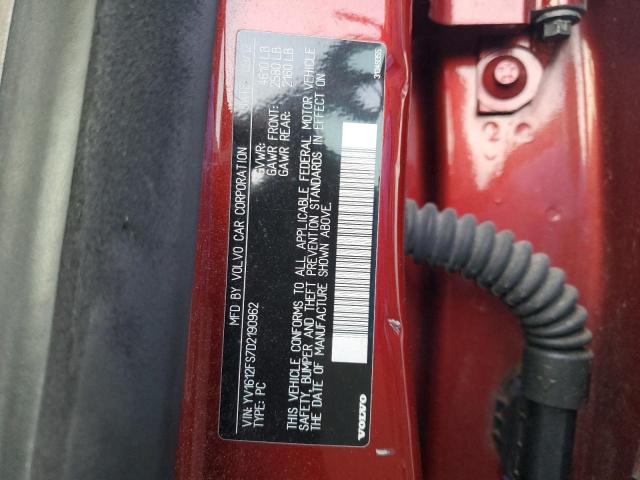 MFD BY VOLVO CAR CORPORATION
GVWR: 4610 LB
GAWR FRONT: 2580 LB
GAWR REAR: 2160 LB
VIN: YV1612FS7D2190962
TYPE: PC
THIS VEHICLE CONFORMS TO ALL APPLICABLE FEDERAL MOTOR VEHICLE
SAFETY, BUMPER AND THEFT PREVENTION STANDARDS IN EFFECT ON
THE DATE OF MANUFACTURE SHOWN ABOVE.
VOLVO